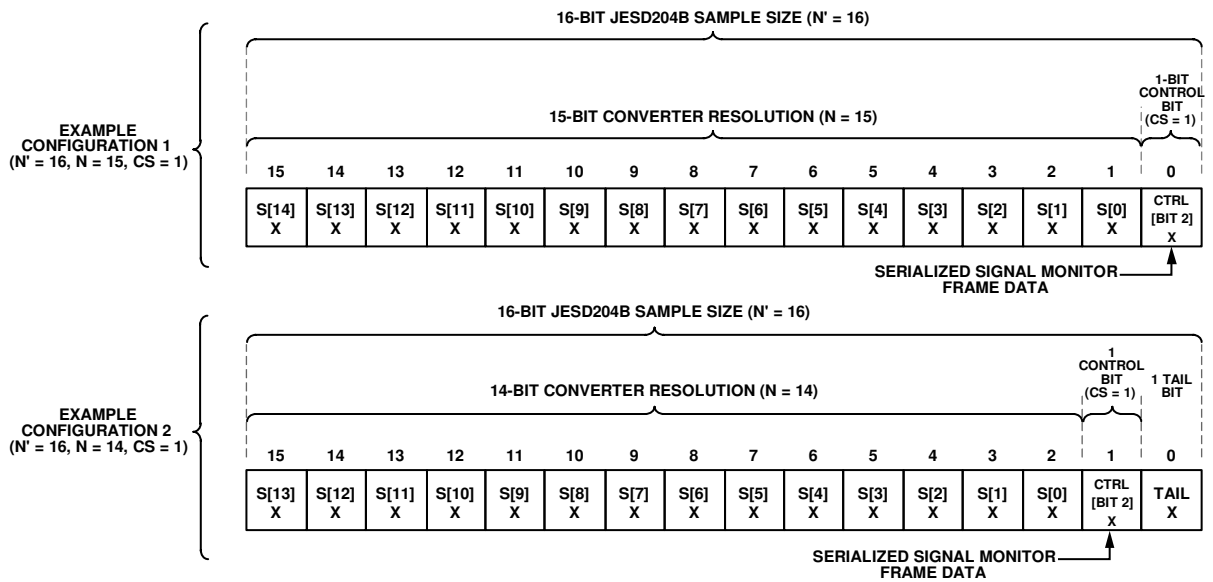 16-BIT JESD204B SAMPLE SIZE (N' = 16)
1-BIT
CONTROL
BIT
(CS = 1)
15-BIT CONVERTER RESOLUTION (N = 15)
EXAMPLE
CONFIGURATION 1
(N' = 16, N = 15, CS = 1)
15 14 13 12 11 10 9 8 7 6 5 4 3 2 1 0
S[14] S[13] S[12] S[11] S[10] S[9] S[8] S[7] S[6] S[5] S[4] S[3] S[2] S[1] S[0] CTRL
[BIT 2]
X X X X X X X X X X X X X X X X
SERIALIZED SIGNAL MONITOR
FRAME DATA
16-BIT JESD204B SAMPLE SIZE (N' = 16)
1
CONTROL
BIT
(CS = 1)
1 TAIL
BIT
14-BIT CONVERTER RESOLUTION (N = 14)
EXAMPLE
CONFIGURATION 2
(N' = 16, N = 14, CS = 1)
15 14 13 12 11 10 9 8 7 6 5 4 3 2 1 0
S[13] S[12] S[11] S[10] S[9] S[8] S[7] S[6] S[5] S[4] S[3] S[2] S[1] S[0] CTRL TAIL
[BIT 2]
X X X X X X X X X X X X X X X X
SERIALIZED SIGNAL MONITOR
FRAME DATA